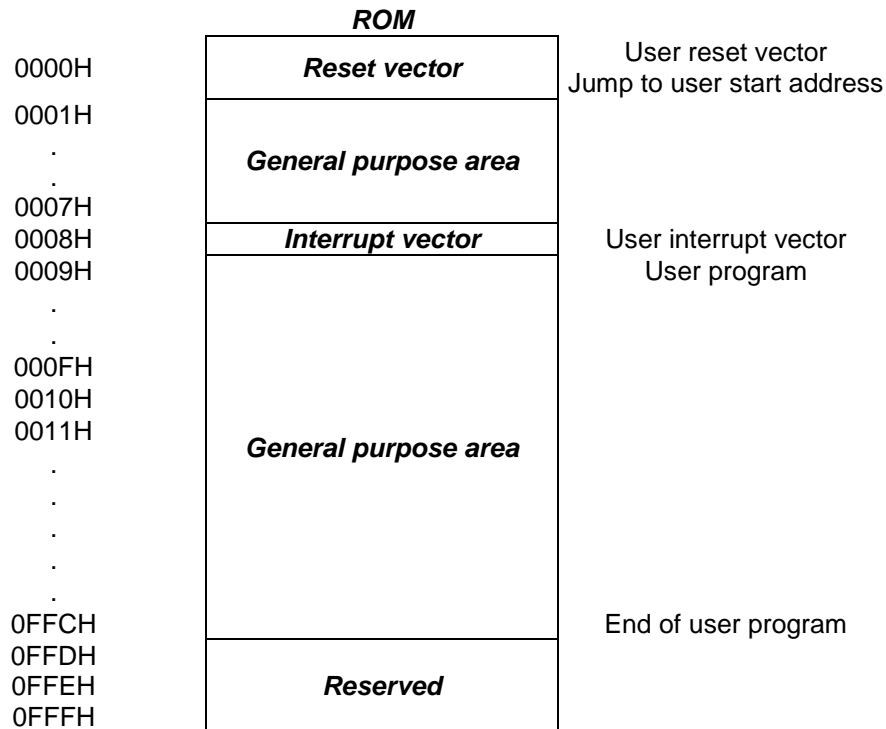 ROM
0000H Reset vector User reset vector
Jump to user start address
0001H
.
General purpose area
.
0007H
0008H Interrupt vector User interrupt vector
0009H User program
.
.
000FH
0010H
0011H
General purpose area
.
.
.
.
.
0FFCH End of user program
0FFDH
0FFEH Reserved
0FFFH